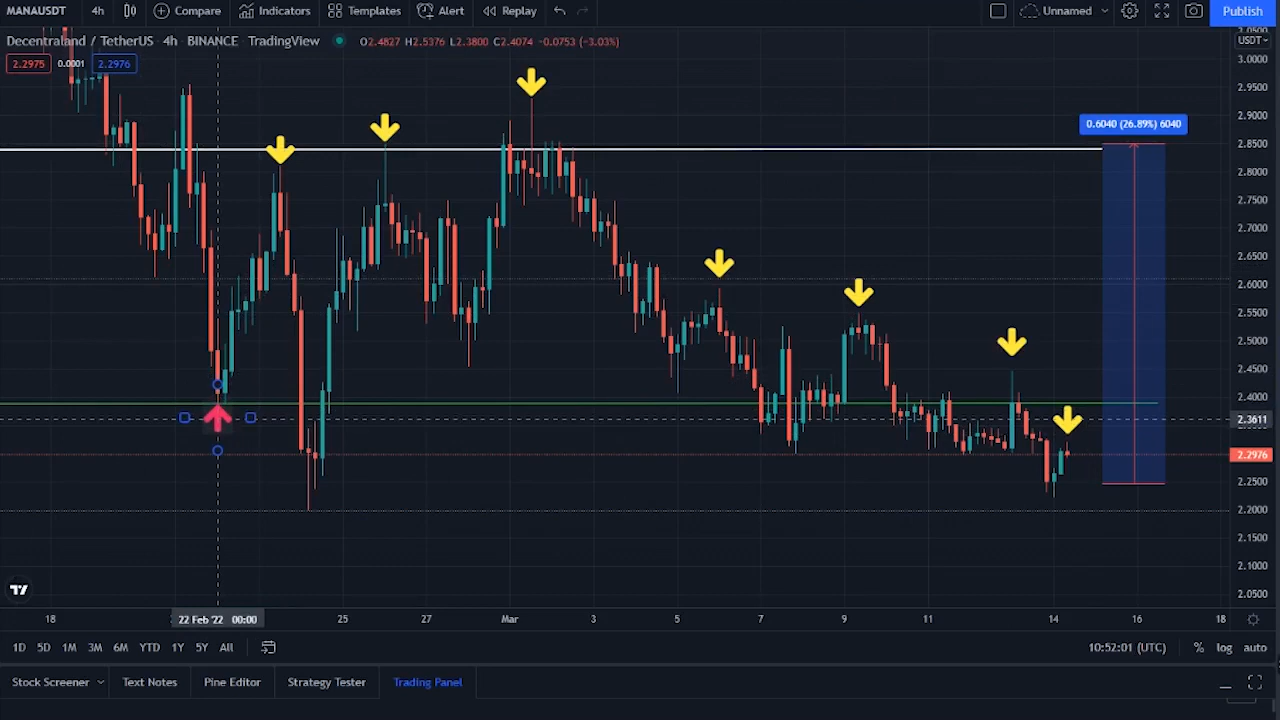 MANAUSDT 4h Compare Indicators Templates Alert Replay Unnamed Publish
Decentraland / TetherUS 4h BINANCE TradingView O2.4827 H2.5376 L2.3800 C2.4074 -0.0753 (-3.03%)
USDT
2.2975 0.0001 2.2976
3.0000
2.9500
2.9000
0.6040 (26.89%) 6040
2.8500
2.8000
2.7500
2.7000
2.6500
2.6000
2.5500
2.5000
2.4500
2.4000
2.3611
2.2976
2.2500
2.2000
2.1500
2.1000
2.0500
18 22 Feb '22 00:00 25 27 Mar 3 5 7 9 11 14 16 18
1D 5D 1M 3M 6M YTD 1Y 5Y All 10:52:01 (UTC) % log auto
Stock Screener Text Notes Pine Editor Strategy Tester Trading Panel